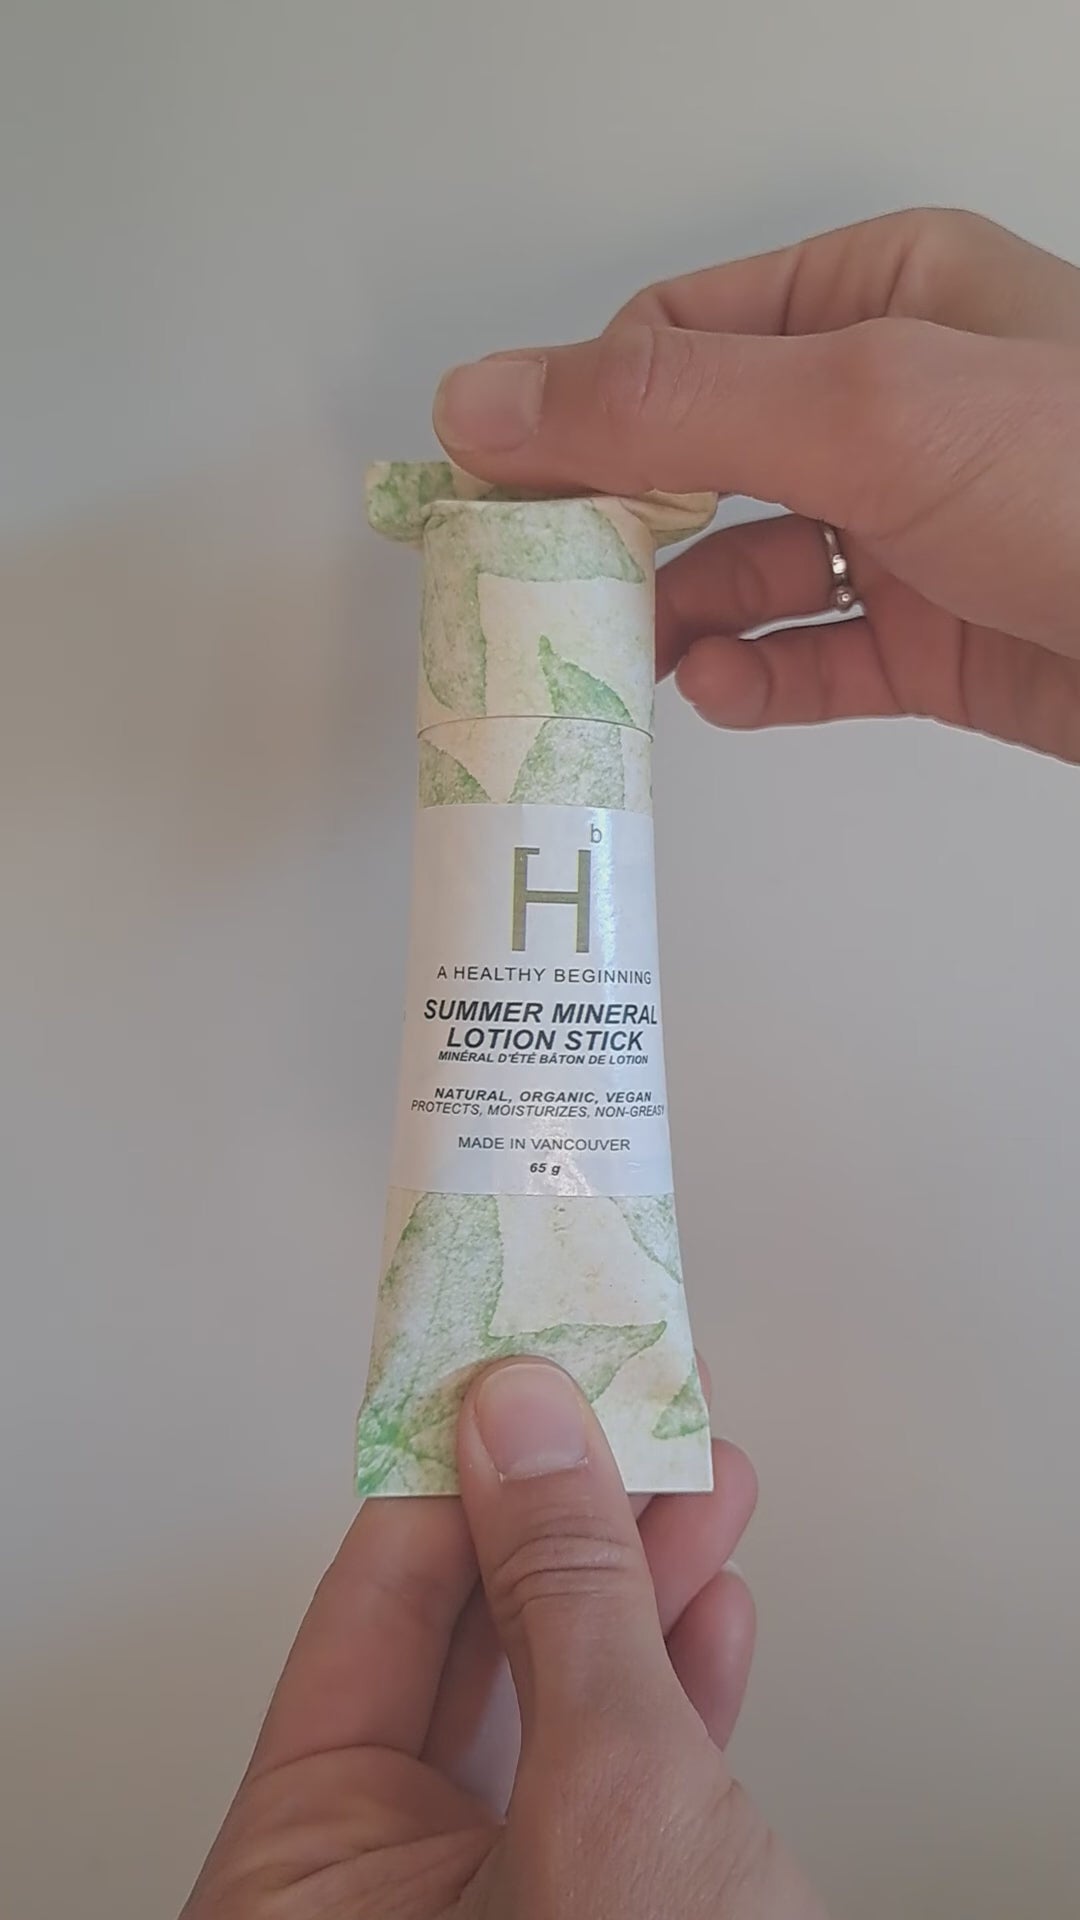 b
H
A HEALTHY BEGINNING
SUMMER MINERAL
LOTION STICK
MINÉRAL D'ÉTÉ BÂTON DE LOTION
NATURAL, ORGANIC, VEGAN
PROTECTS, MOISTURIZES, NON-GREASY
MADE IN VANCOUVER
65 g